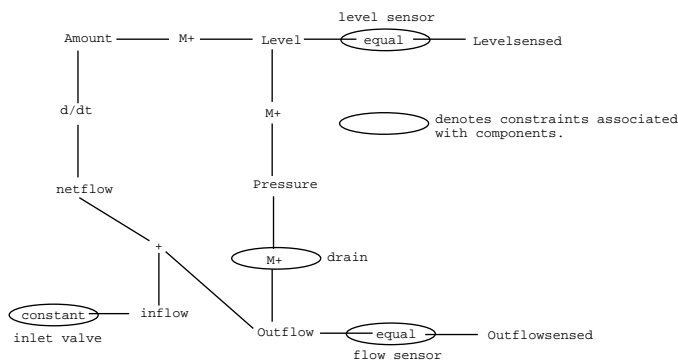 level sensor
Amount M+ Level equal Levelsensed
d/dt
M+
denotes constraints associated
with components.
netflow
Pressure
+
M+ drain
constant inflow
inlet valve
Outflow equal Outflowsensed
flow sensor